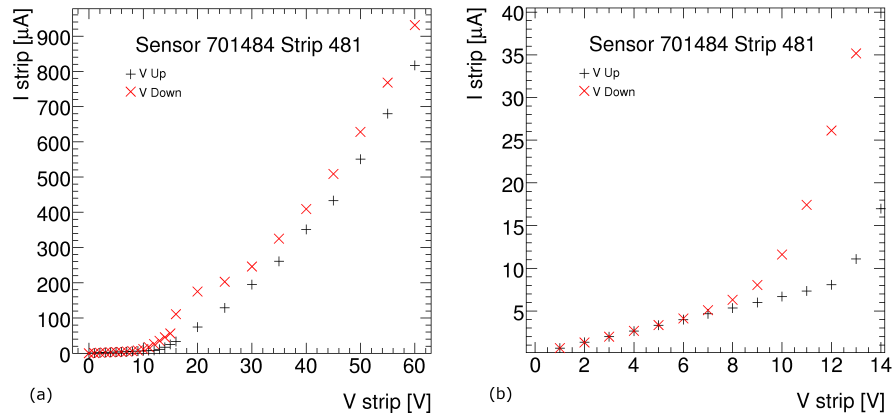 I strip [µA]
900
800
700
600
500
400
300
200
100
0
Sensor 701484 Strip 481
V Up
V Down
0 10 20 30 40 50 60
V strip [V]
(a)
I strip [µA]
40
35
30
25
20
15
10
5
Sensor 701484 Strip 481
V Up
V Down
0 2 4 6 8 10 12 14
V strip [V]
(b)